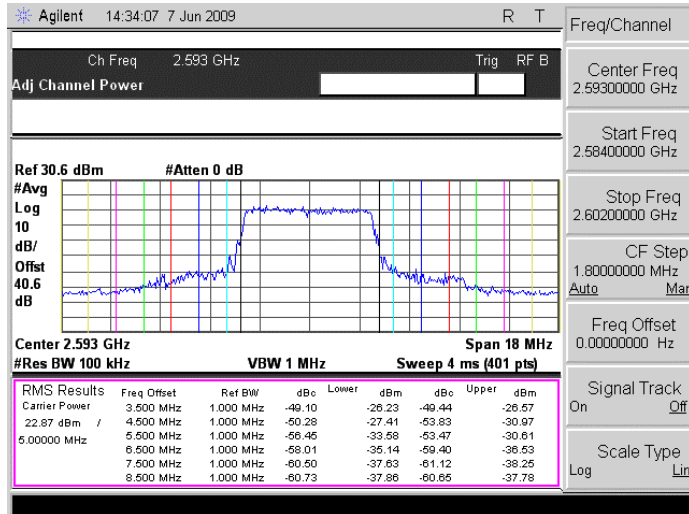 Agilent 14:34:07 7 Jun 2009 R T
Freq/Channel
Ch Freq 2.593 GHz Trig RF B
Adj Channel Power
Center Freq
2.59300000 GHz
Start Freq
2.58400000 GHz
Stop Freq
2.60200000 GHz
CF Step
1.80000000 MHz
Auto Man
Freq Offset
0.00000000 Hz
Signal Track
On Off
Scale Type
Log Lin
Ref 30.6 dBm #Atten 0 dB
#Avg
Log
10
dB/
Offst
40.6
dB
Center 2.593 GHz Span 18 MHz
#Res BW 100 kHz VBW 1 MHz Sweep 4 ms (401 pts)
RMS Results Freq Offset Ref BW dBc Lower dBm dBc Upper dBm
Carrier Power 3.500 MHz 1.000 MHz -49.10 -26.23 -49.44 -26.57
22.87 dBm / 4.500 MHz 1.000 MHz -50.28 -27.41 -53.83 -30.97
5.00000 MHz 5.500 MHz 1.000 MHz -56.45 -33.58 -53.47 -30.61
6.500 MHz 1.000 MHz -58.01 -35.14 -59.40 -36.53
7.500 MHz 1.000 MHz -60.50 -37.63 -61.12 -38.25
8.500 MHz 1.000 MHz -60.73 -37.86 -60.65 -37.78